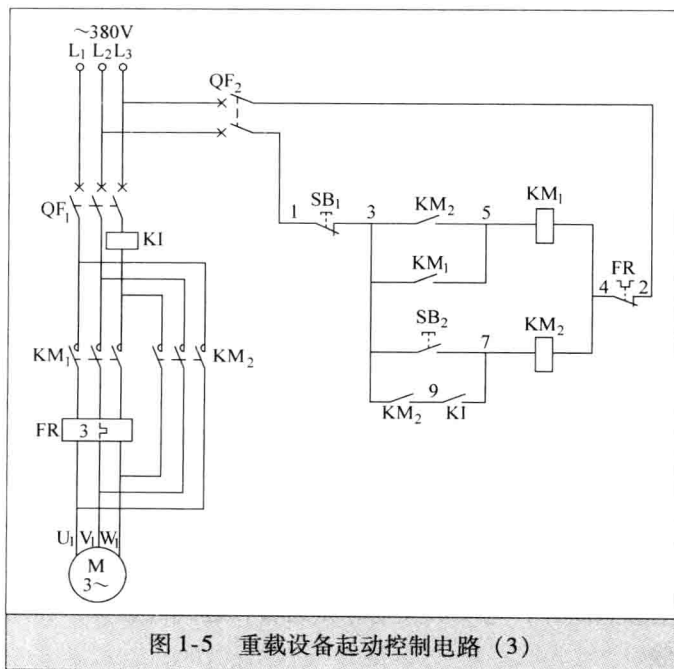 ~380V
L₁ L₂ L₃
QF₂
QF₁
KI
SB₁
1
3
KM₂
5
KM₁
KM₁
FR
4
2
SB₂
7
KM₂
9
KM₂
KI
KM₁
KM₂
FR
3
U₁ V₁ W₁
M
3~
图 1-5 重载设备起动控制电路（3）